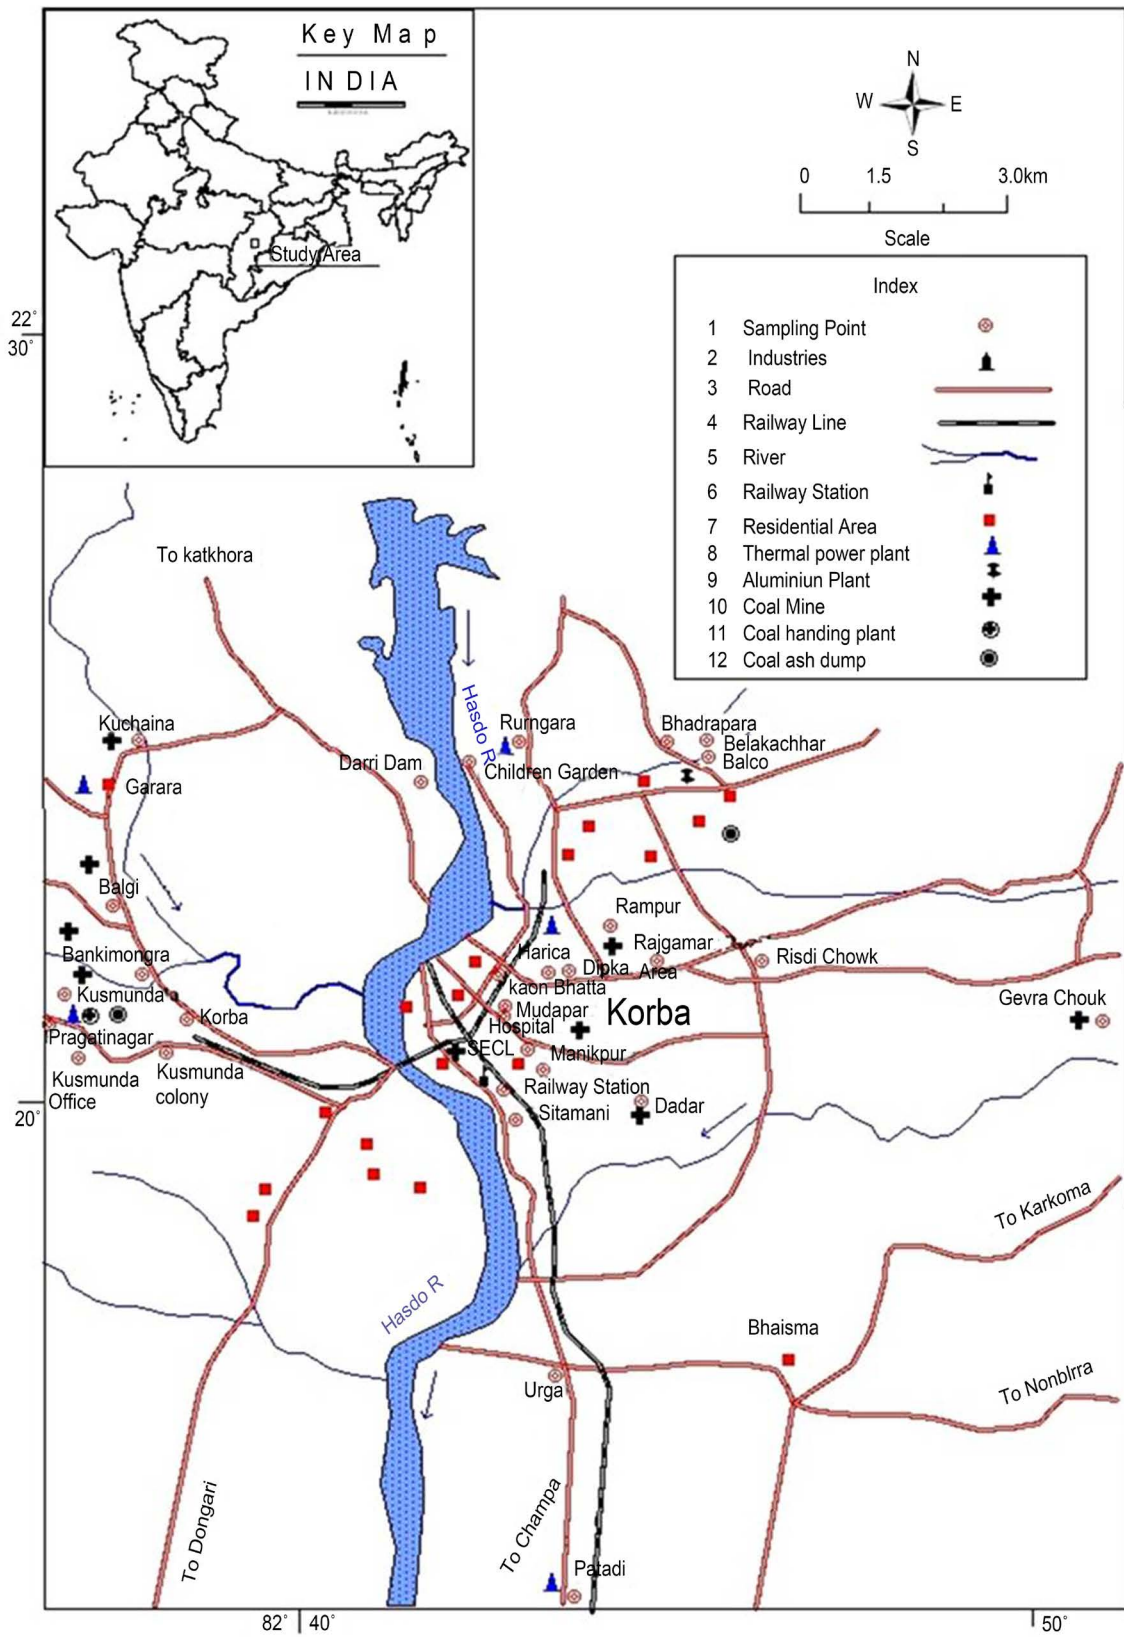 Key Map
INDIA
Study Area
N
W E
S
0 1.5 3.0km
Scale
Index
1 Sampling Point
2 Industries
3 Road
4 Railway Line
5 River
6 Railway Station
7 Residential Area
8 Thermal power plant
9 Aluminiun Plant
10 Coal Mine
11 Coal handing plant
12 Coal ash dump
22°
30'
To katkhora
Hasdo R
Kuchaina
Rurngara
Bhadrapara
Belakachhar
Balco
Darri Dam
Children Garden
Garara
Balgi
Rampur
Bankimongra
Harica
Dipka
Rajgamar
Area
Risdi Chowk
Kusmunda
kaon Bhatta
Mudapar
Korba
Gevra Chouk
Korba
Hospital
Pragatinagar
SECL
Manikpur
Kusmunda
Office
Kusmunda
colony
Railway Station
Sitamani
Dadar
20°
To Karkoma
Hasdo R
Bhaisma
To Nonblrra
Urga
To Dongari
To Champa
Patadi
82° 40'
50°